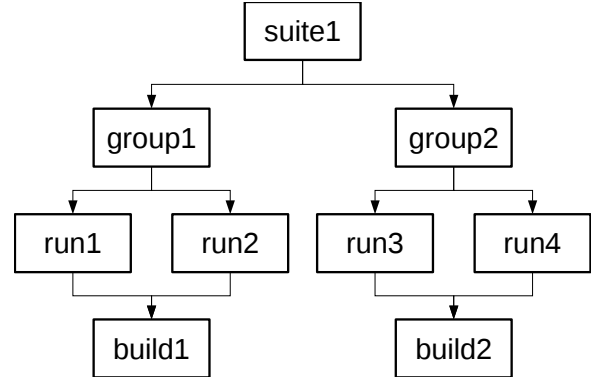 suite1
group1
group2
run1
run2
run3
run4
build1
build2